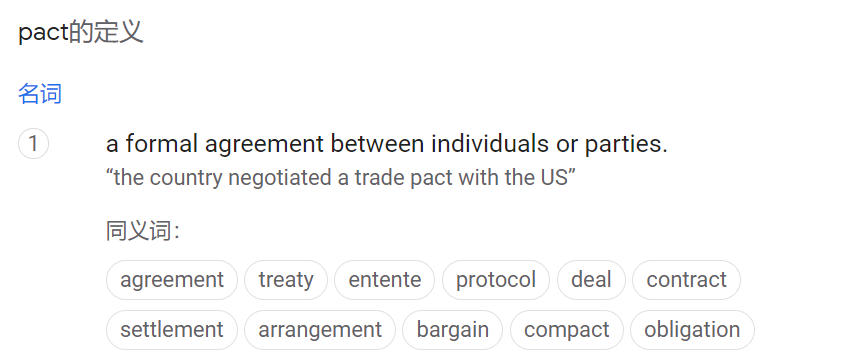 pact的定义
名词
1 a formal agreement between individuals or parties.
“the country negotiated a trade pact with the US”
同义词：
agreement treaty entente protocol deal contract
settlement arrangement bargain compact obligation